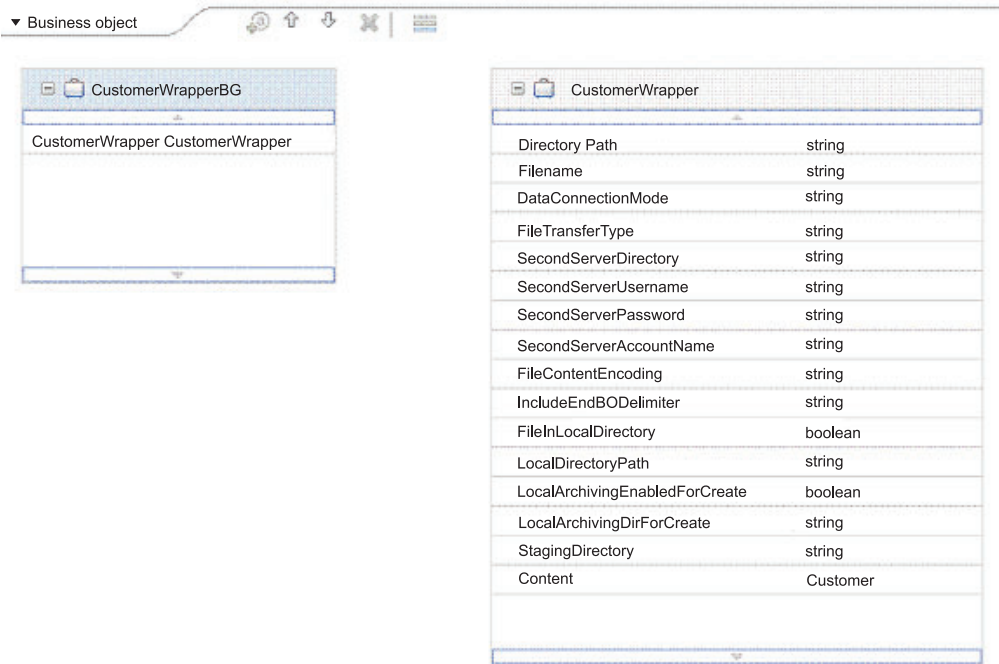 Business object
CustomerWrapperBG
CustomerWrapper CustomerWrapper
CustomerWrapper
Directory Path string
Filename string
DataConnectionMode string
FileTransferType string
SecondServerDirectory string
SecondServerUsername string
SecondServerPassword string
SecondServerAccountName string
FileContentEncoding string
IncludeEndBODelimiter string
FileInLocalDirectory boolean
LocalDirectoryPath string
LocalArchivingEnabledForCreate boolean
LocalArchivingDirForCreate string
StagingDirectory string
Content Customer